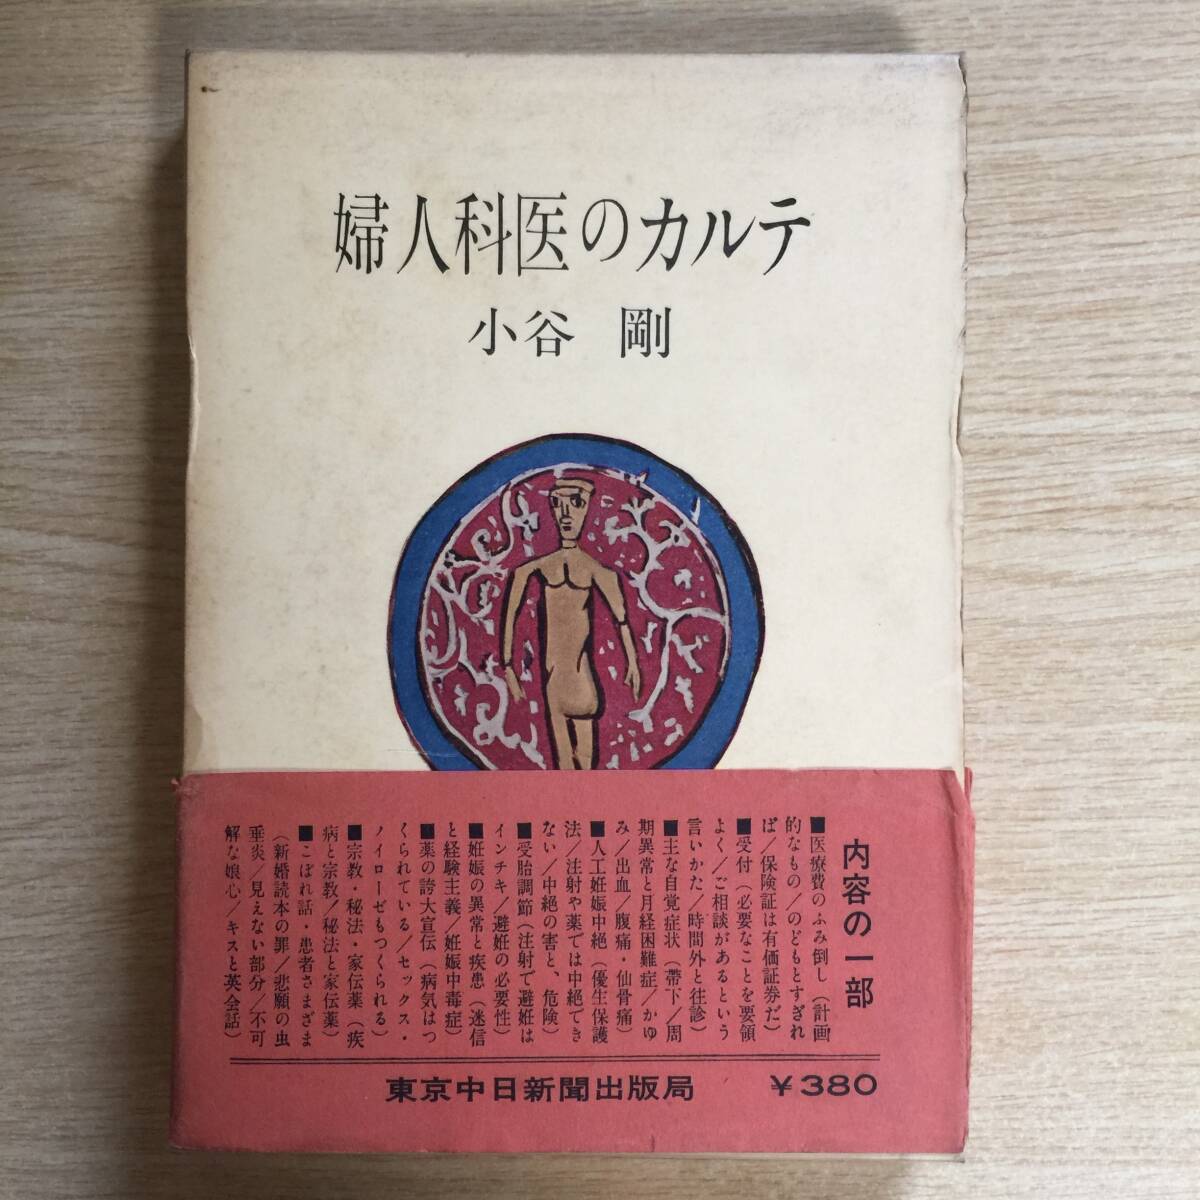 婦人科医のカルテ
小谷 剛
内容の一部
■医療費のふみ倒し（計画
的なもの／のどもとすぎれ
ば／保険証は有価証券だ）
■受付（必要なことを要領
よく／ご相談があるという
言いかた／時間外と往診）
■主な自覚症状（帯下／周
期異常と月経困難症／かゆ
み／出血／腹痛・仙骨痛）
■人工妊娠中絶（優生保護
法／注射や薬では中絶でき
ない／中絶の害と、危険）
■受胎調節（注射で避妊は
インチキ／避妊の必要性）
■妊娠の異常と疾患（迷信
と経験主義／妊娠中毒症）
■薬の誇大宣伝（病気はつ
くられている／セックス・
ノイローゼもつくられる）
■宗教・秘法・家伝薬（疾
病と宗教／秘法と家伝薬）
■こぼれ話・患者さまざま
（新婚読本の罪／悲願の虫
垂炎／見えない部分／不可
解な娘心／キスと英会話）
東京中日新聞出版局 ￥380